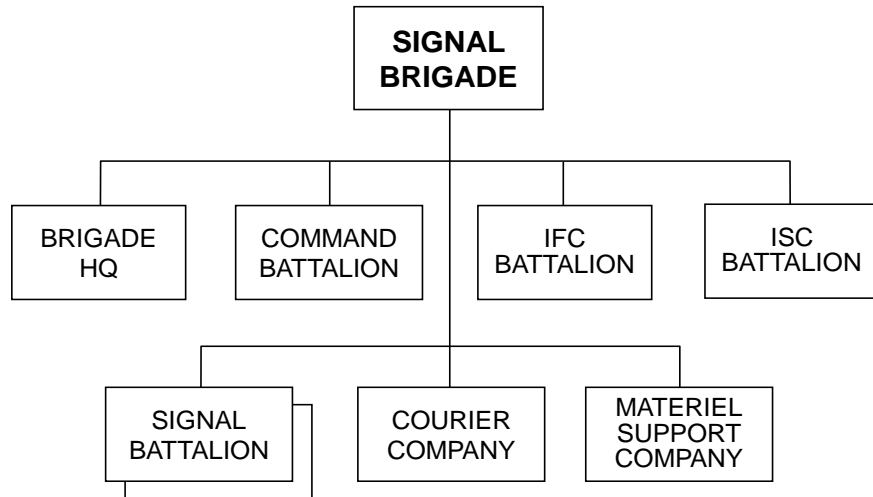 SIGNAL
BRIGADE
BRIGADE
HQ
COMMAND
BATTALION
IFC
BATTALION
ISC
BATTALION
SIGNAL
BATTALION
COURIER
COMPANY
MATERIEL
SUPPORT
COMPANY